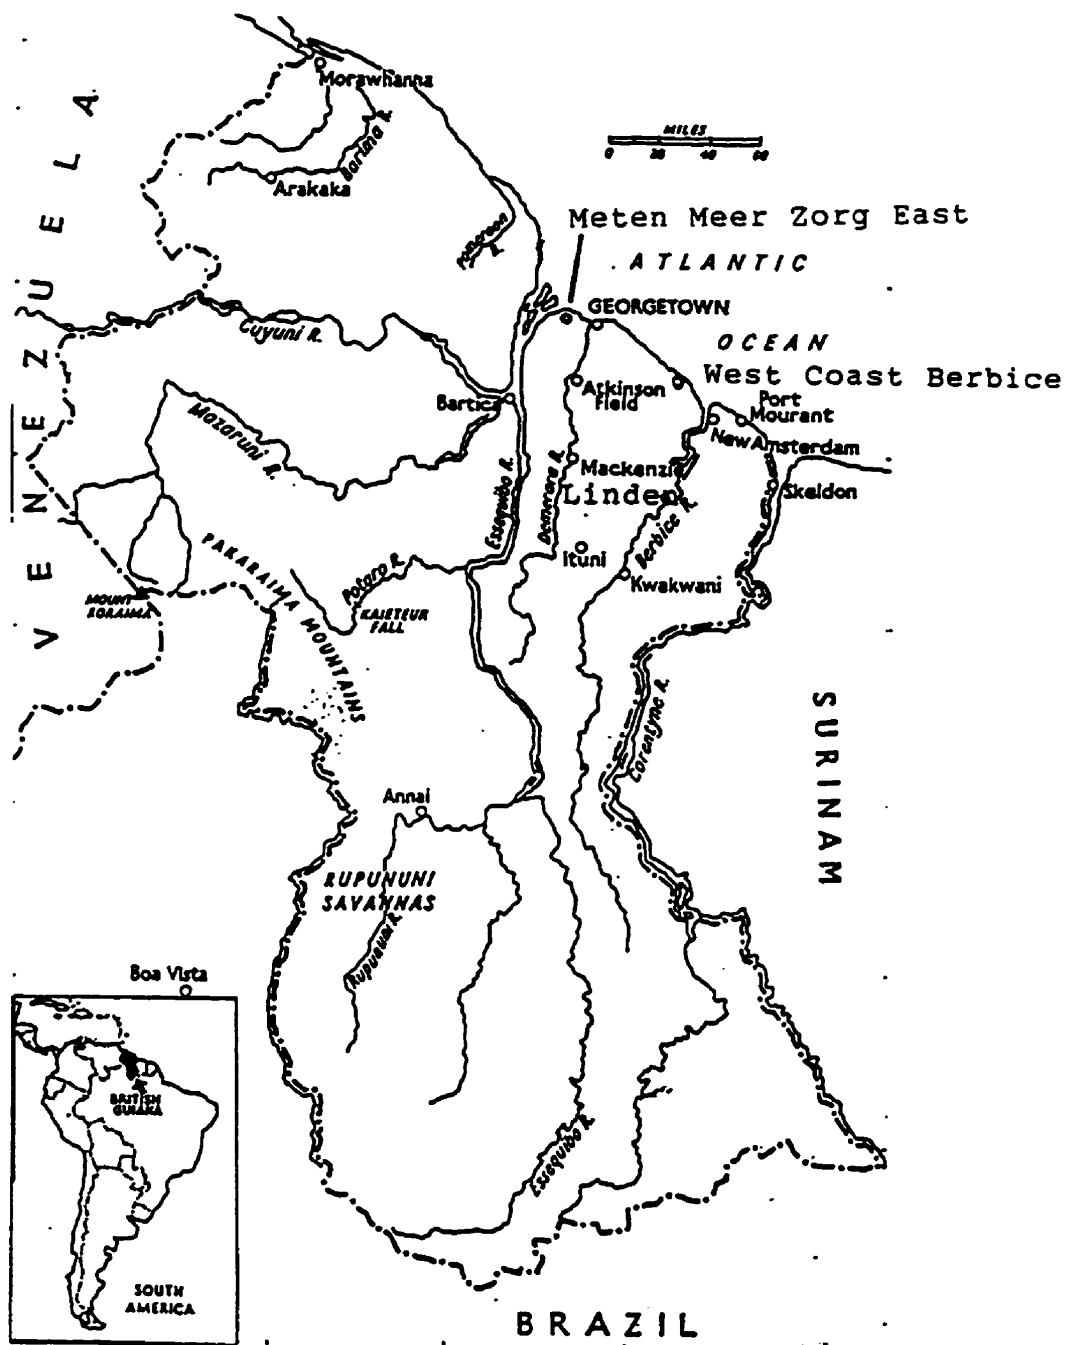 Morawhanna
Barima R.
Arakaka
MILES
0 20 40 60
Meten Meer Zorg East
Pomeroon R.
ATLANTIC
GEORGETOWN
OCEAN
Cuyuni R.
West Coast Berbice
Atkinson
Field
Bartica
Port
Mourant
New Amsterdam
Mazaruni R.
Mackenzie
Linden
Skeldon
Essequibo R.
Demerara R.
Berbice R.
Ituni
Kwakwani
VENEZUELA
PAKARAIMA MOUNTAINS
Potaro R.
KAIETEUR
FALL
MOUNT
RORAIMA
Corentyne R.
SURINAM
Annai
RUPUNUNI
SAVANNAS
Rupununi R.
Boa Vista
BRITISH
GUIANA
Essequibo R.
SOUTH
AMERICA
BRAZIL